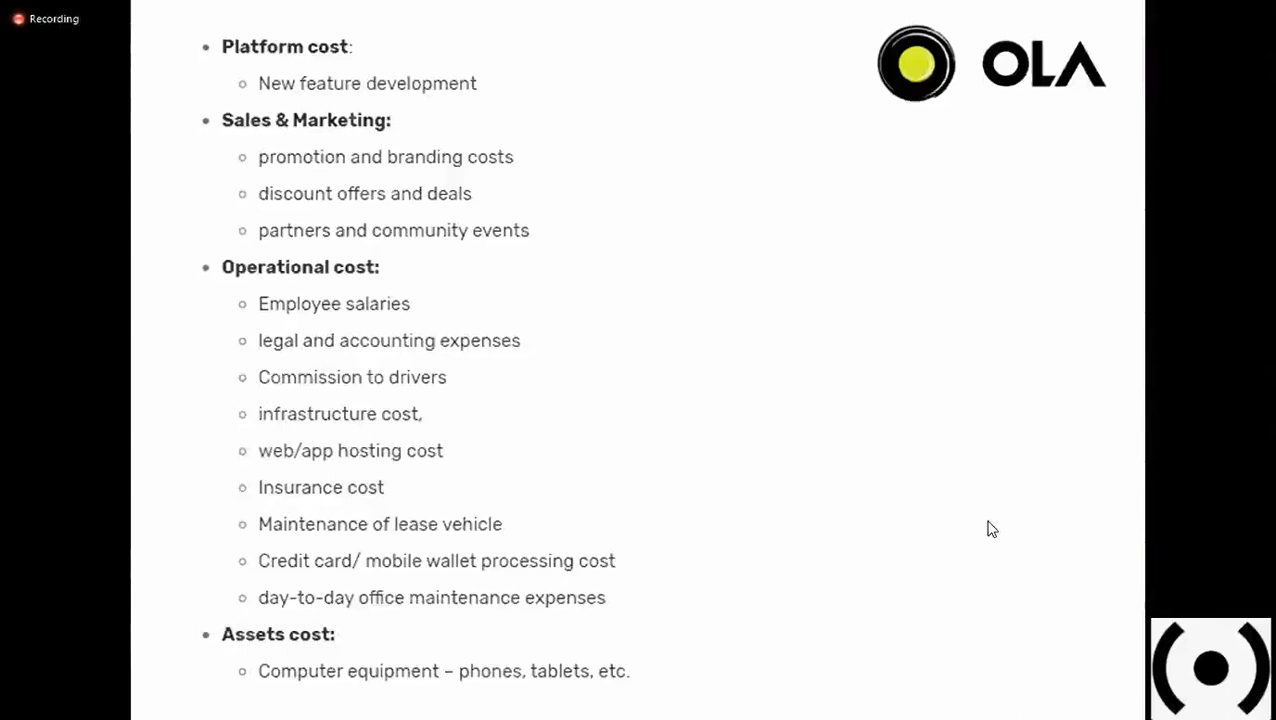 Recording
OLA
Platform cost:
New feature development
Sales & Marketing:
promotion and branding costs
discount offers and deals
partners and community events
Operational cost:
Employee salaries
legal and accounting expenses
Commission to drivers
infrastructure cost,
web/app hosting cost
Insurance cost
Maintenance of lease vehicle
Credit card/ mobile wallet processing cost
day-to-day office maintenance expenses
Assets cost:
Computer equipment – phones, tablets, etc.